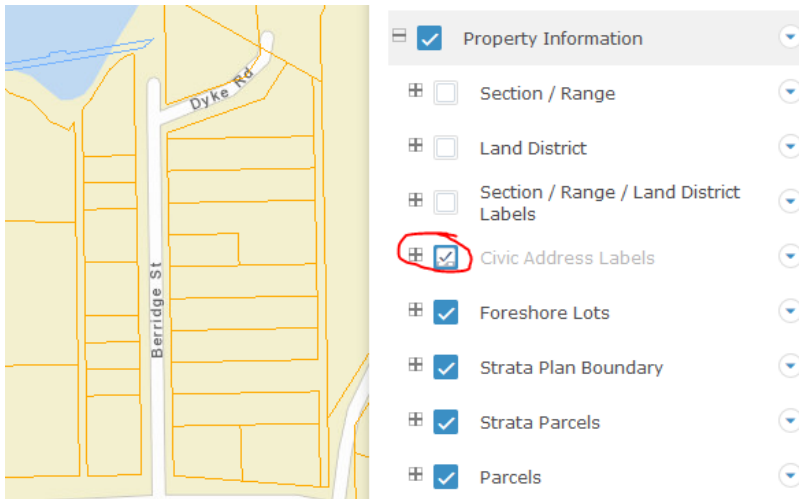 Dyke Rd
Berridge St
Property Information
Section / Range
Land District
Section / Range / Land District
Labels
Civic Address Labels
Foreshore Lots
Strata Plan Boundary
Strata Parcels
Parcels